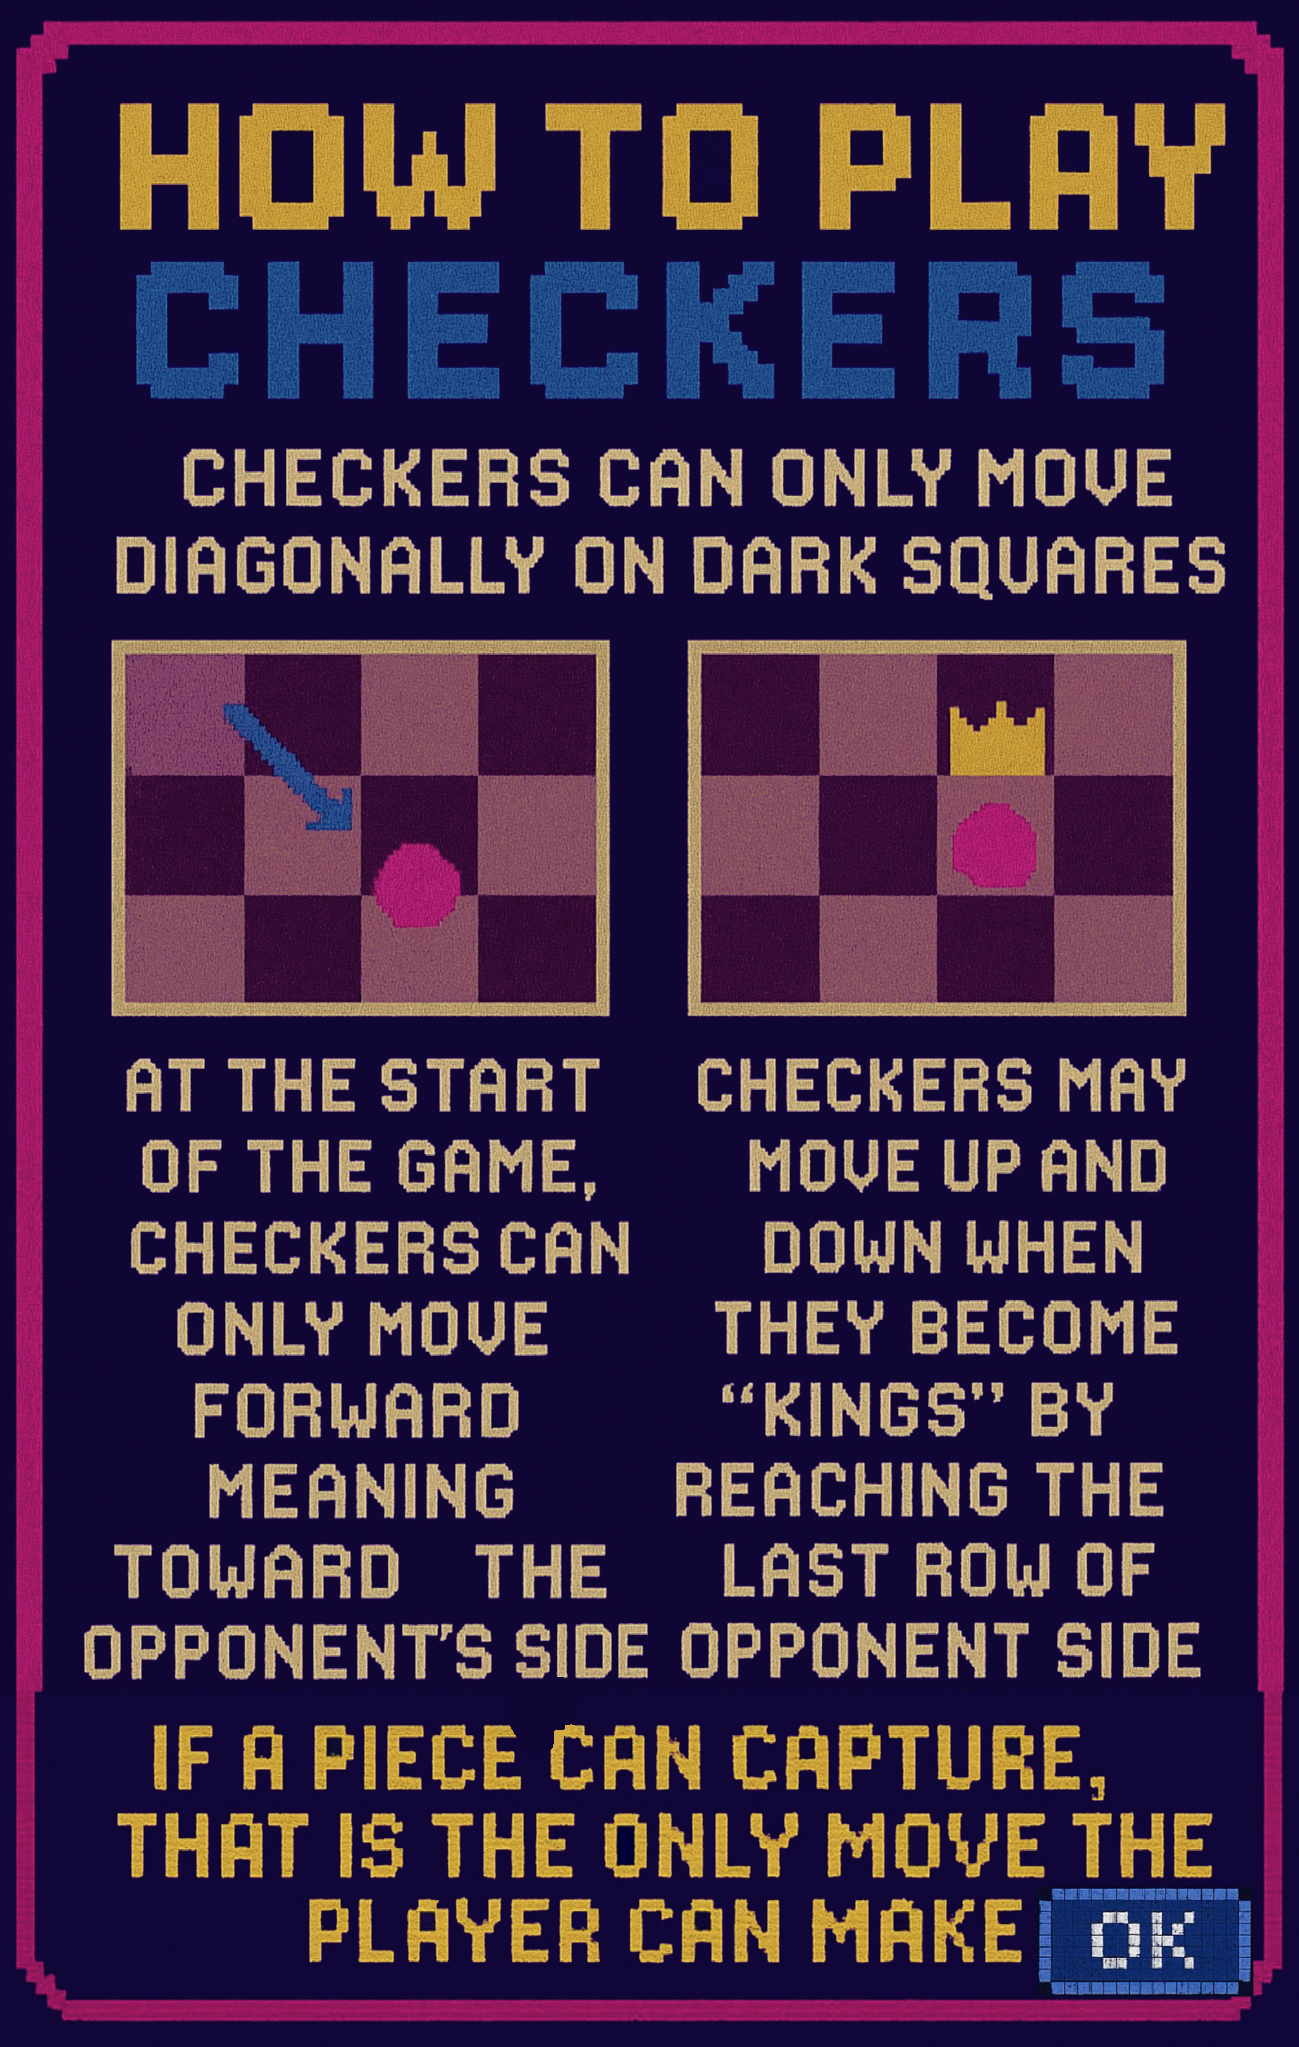 HOW TO PLAY
CHECKERS
CHECKERS CAN ONLY MOVE
DIAGONALLY ON DARK SQUARES
AT THE START
OF THE GAME,
CHECKERS CAN
ONLY MOVE
FORWARD
MEANING
TOWARD THE
OPPONENT'S SIDE
CHECKERS MAY
MOVE UP AND
DOWN WHEN
THEY BECOME
“KINGS” BY
REACHING THE
LAST ROW OF
OPPONENT SIDE
IF A PIECE CAN CAPTURE,
THAT IS THE ONLY MOVE THE
PLAYER CAN MAKE
OK